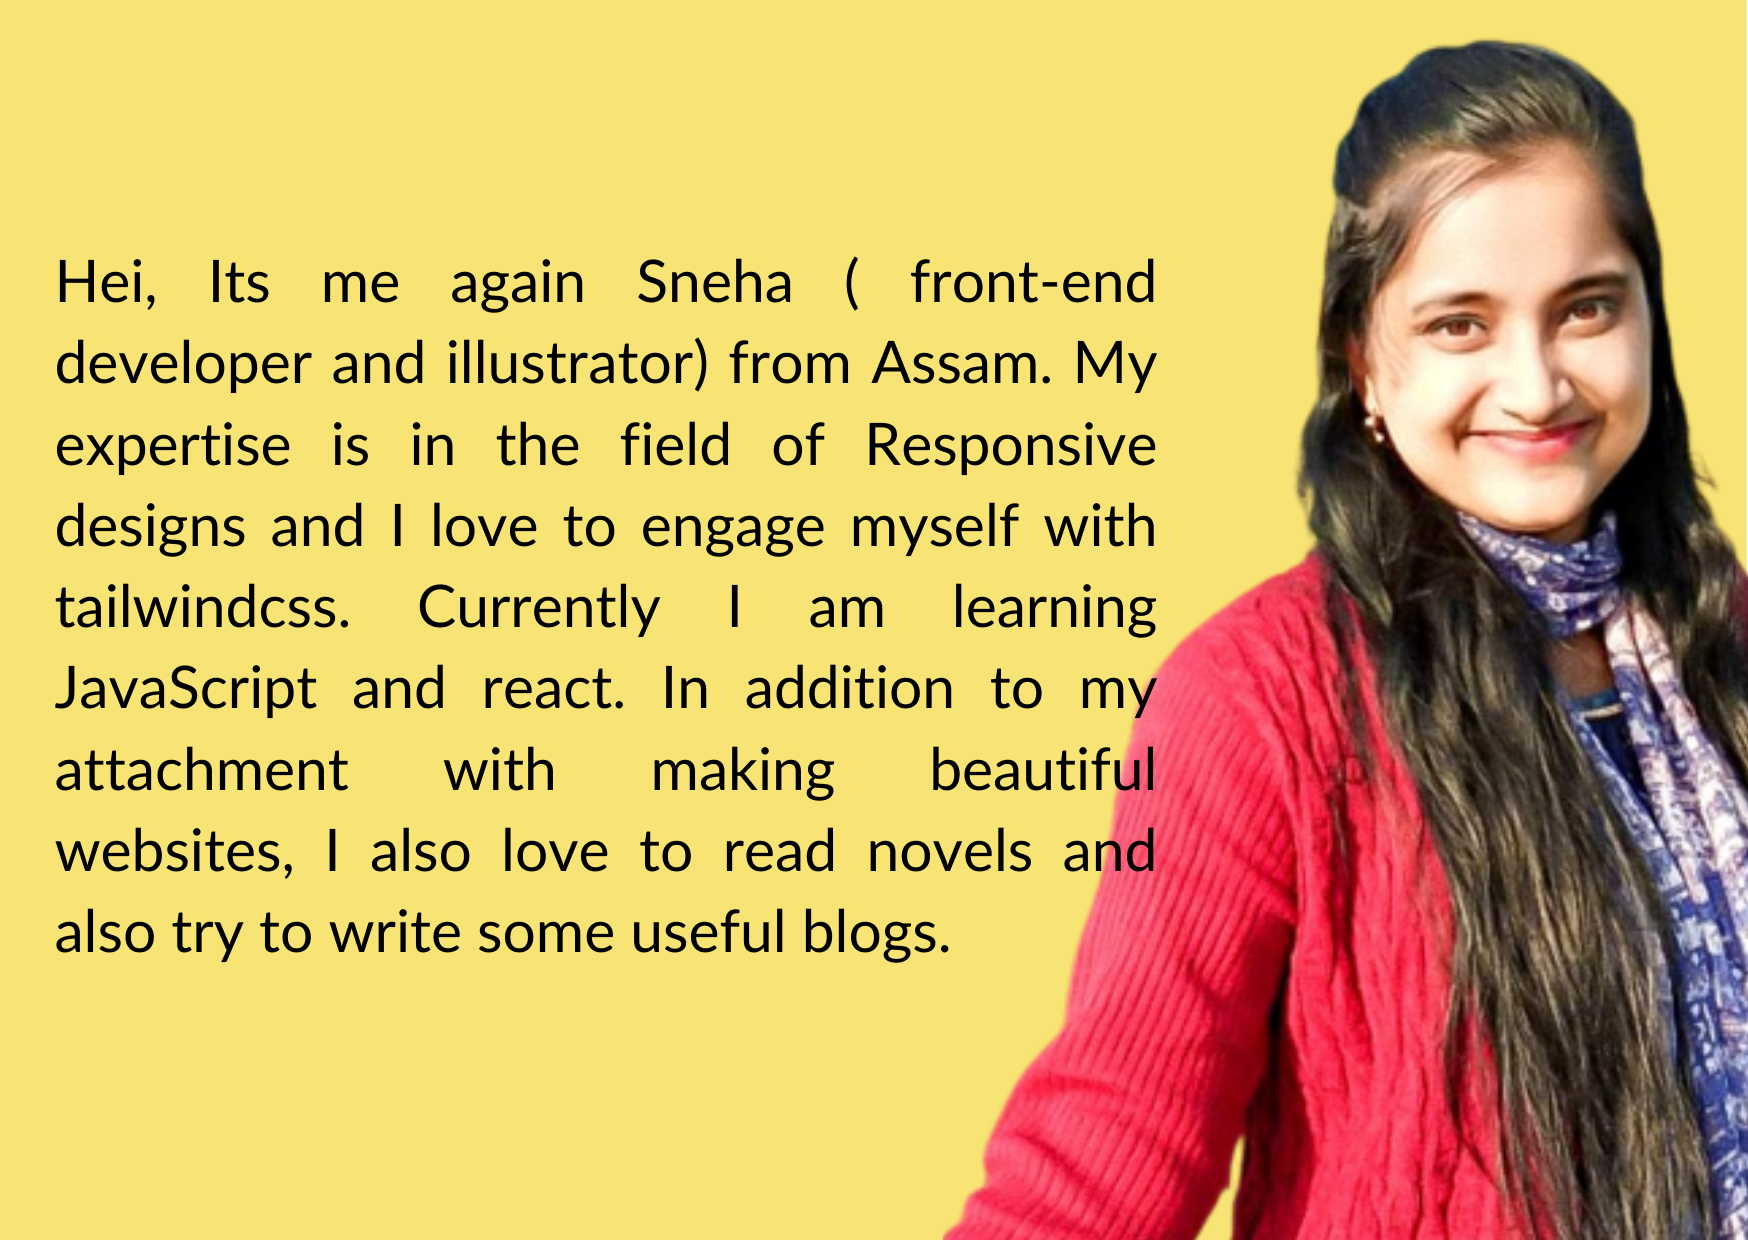 Hei, Its me again Sneha ( front-end
developer and illustrator) from Assam. My
expertise is in the field of Responsive
designs and I love to engage myself with
tailwindcss. Currently I am learning
JavaScript and react. In addition to my
attachment with making beautiful
websites, I also love to read novels and
also try to write some useful blogs.